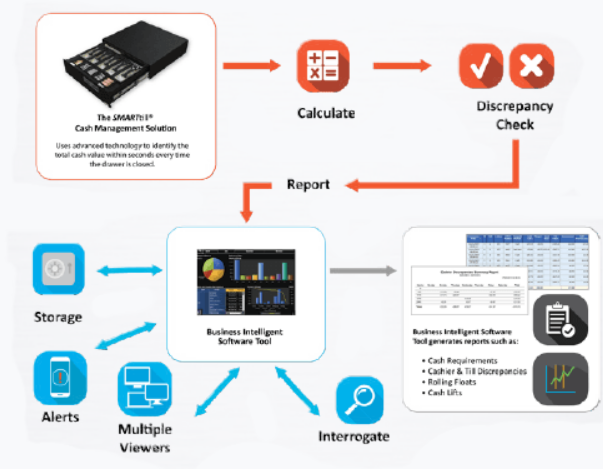 The SMARTtill®
Cash Management Solution
Uses advanced technology to identify the
total cash value within seconds every time
the drawer is closed.
Calculate
Discrepancy
Check
Report
Storage
Alerts
Multiple
Viewers
Business Intelligent
Software Tool
Interrogate
Business Intelligent Software
Tool generates reports such as:
• Cash Requirements
• Cashier & Till Discrepancies
• Rolling Floats
• Cash Lifts